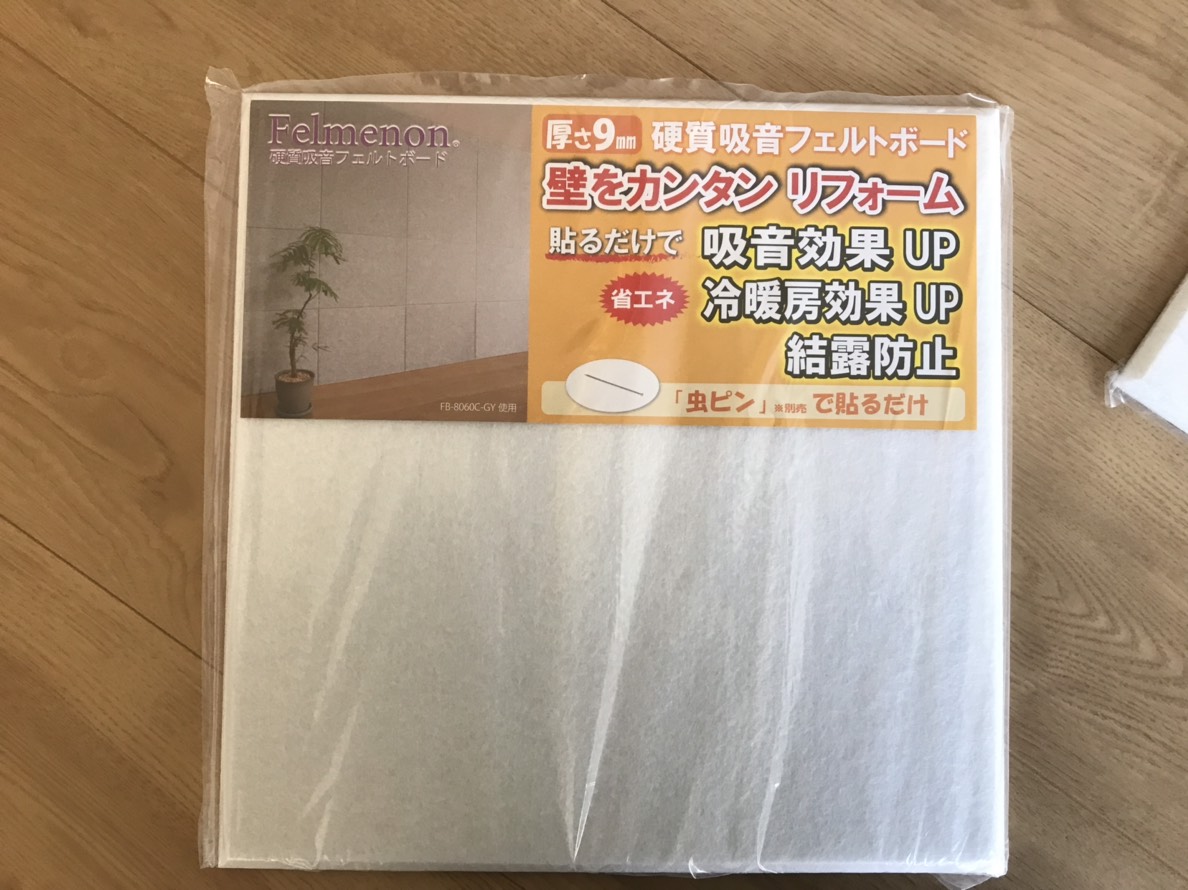 Felmenon®
硬質吸音フェルトボード
FB-8060C-GY 使用
厚さ9mm 硬質吸音フェルトボード
壁をカンタン リフォーム
貼るだけで 吸音効果 UP
省エネ 冷暖房効果 UP
結露防止
「虫ピン」※別売 で貼るだけ